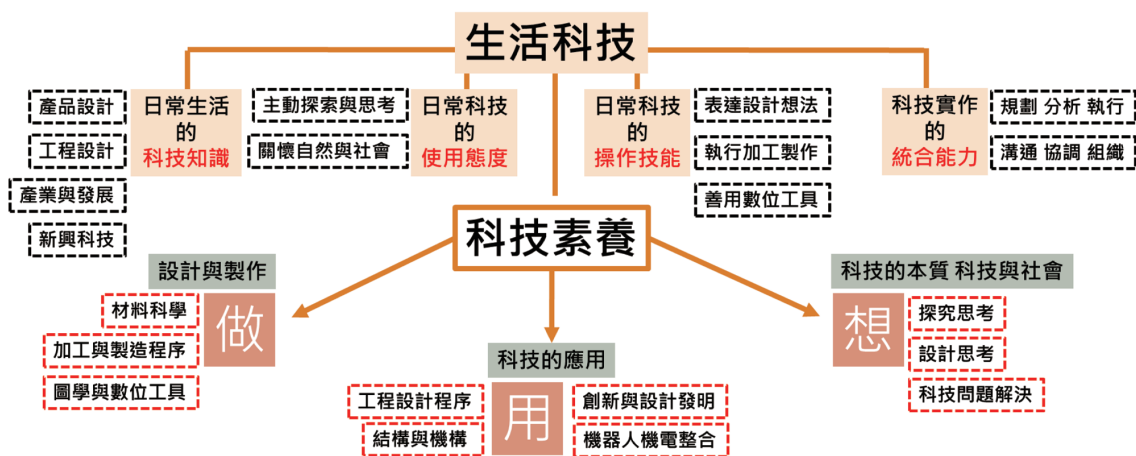 生活科技
產品設計
工程設計
產業與發展
新興科技
日常生活
的
科技知識
主動探索與思考
關懷自然與社會
日常科技
的
使用態度
日常科技
的
操作技能
表達設計想法
執行加工製作
善用數位工具
科技實作
的
統合能力
規劃 分析 執行
溝通 協調 組織
科技素養
設計與製作
做
材料科學
加工與製造程序
圖學與數位工具
科技的應用
用
工程設計程序
結構與機構
創新與設計發明
機器人機電整合
科技的本質 科技與社會
想
探究思考
設計思考
科技問題解決